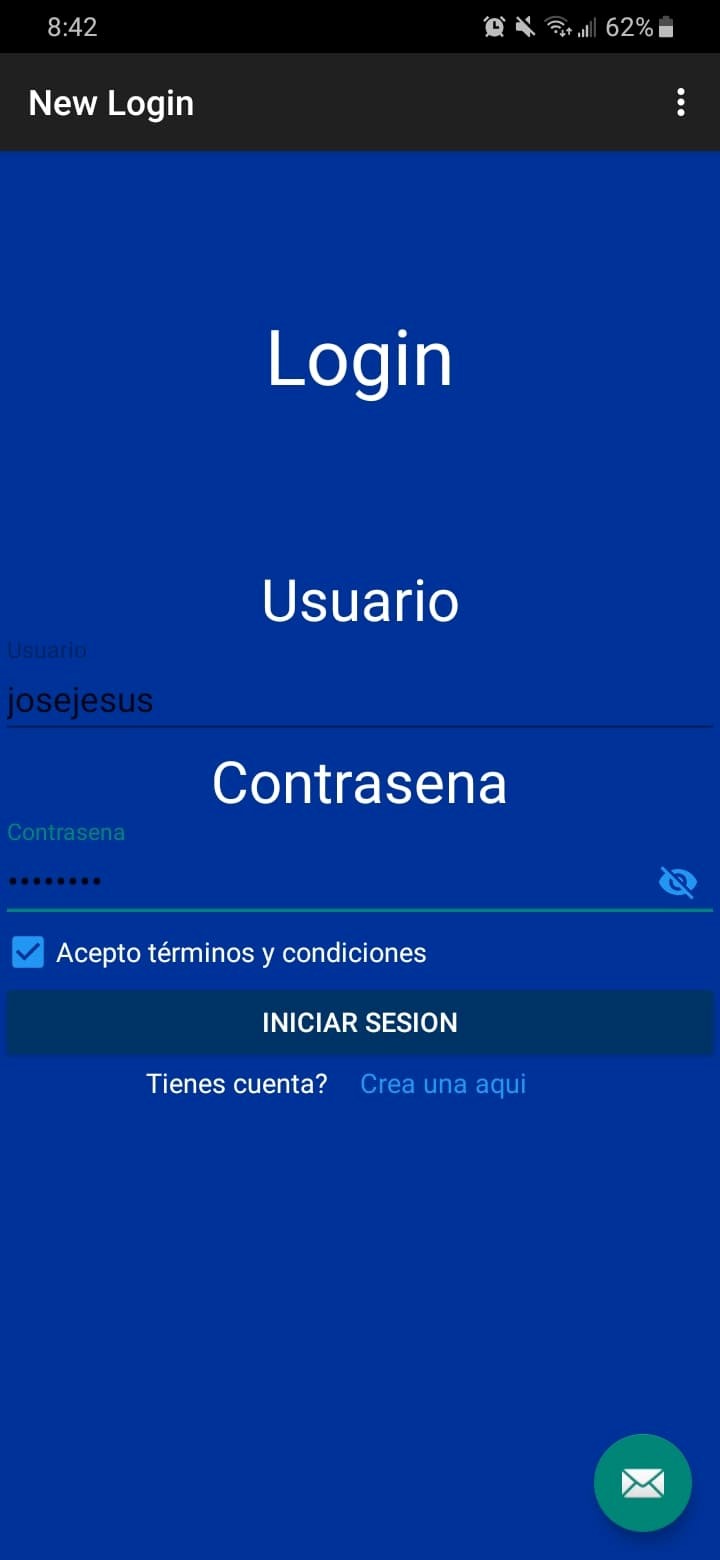 8:42 62%
New Login
Login
Usuario
Usuario
josejesus
Contrasena
Contrasena
••••••••
Acepto términos y condiciones
INICIAR SESION
Tienes cuenta? Crea una aqui